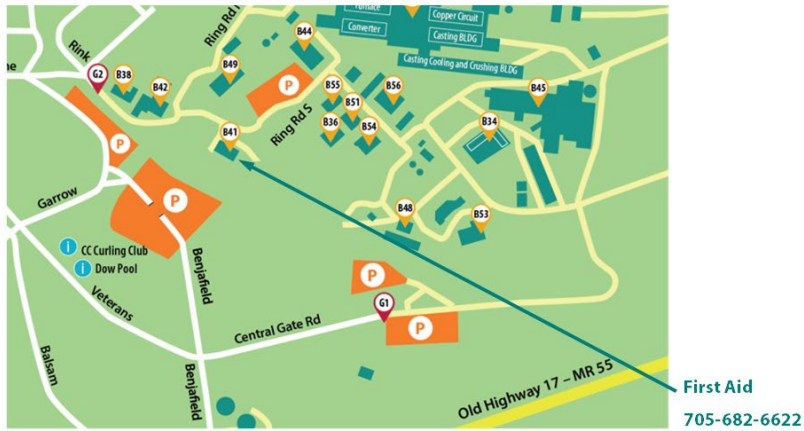 Furnace
Copper Circuit
Converter
Casting BLDG
Casting Cooling and Crushing BLDG
Ring Rd
B44
Rink
ne
G2
B38
B42
B49
P
B55
B56
B51
B36
B54
Ring Rd S
B45
B34
B41
P
P
Garrow
B48
B53
i CC Curling Club
i Dow Pool
Benjafield
Veterans
P
G1
Central Gate Rd
P
Balsam
Benjafield
Old Highway 17 – MR 55
First Aid
705-682-6622